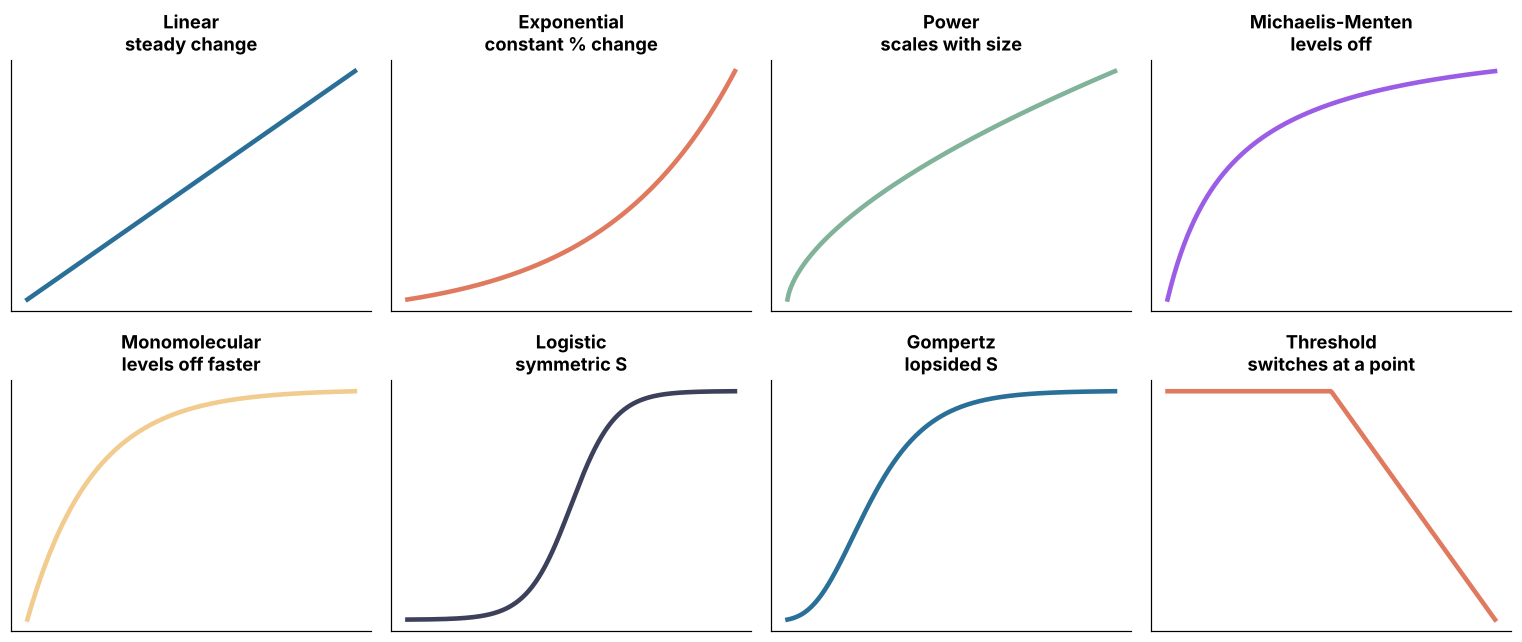 Linear
steady change
Exponential
constant % change
Power
scales with size
Michaelis-Menten
levels off
Monomolecular
levels off faster
Logistic
symmetric S
Gompertz
lopsided S
Threshold
switches at a point